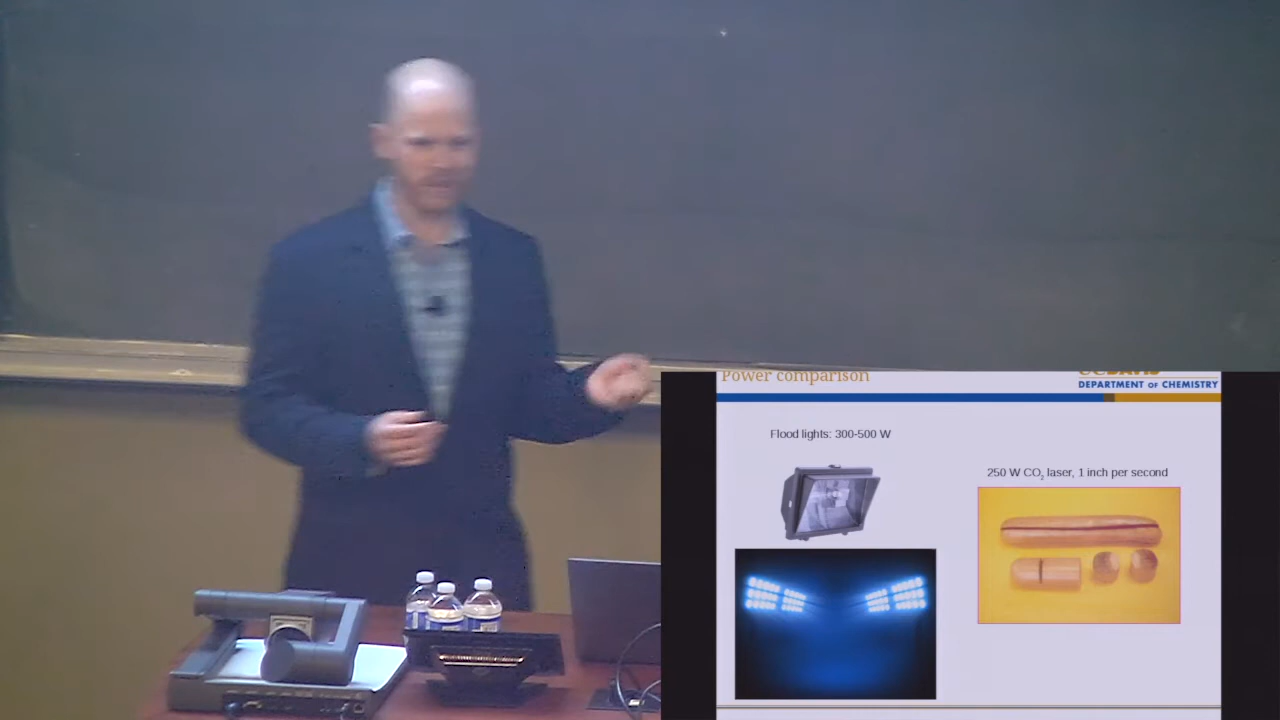 Power comparison
UC DAVIS
DEPARTMENT OF CHEMISTRY
Flood lights: 300-500 W
250 W CO₂ laser, 1 inch per second